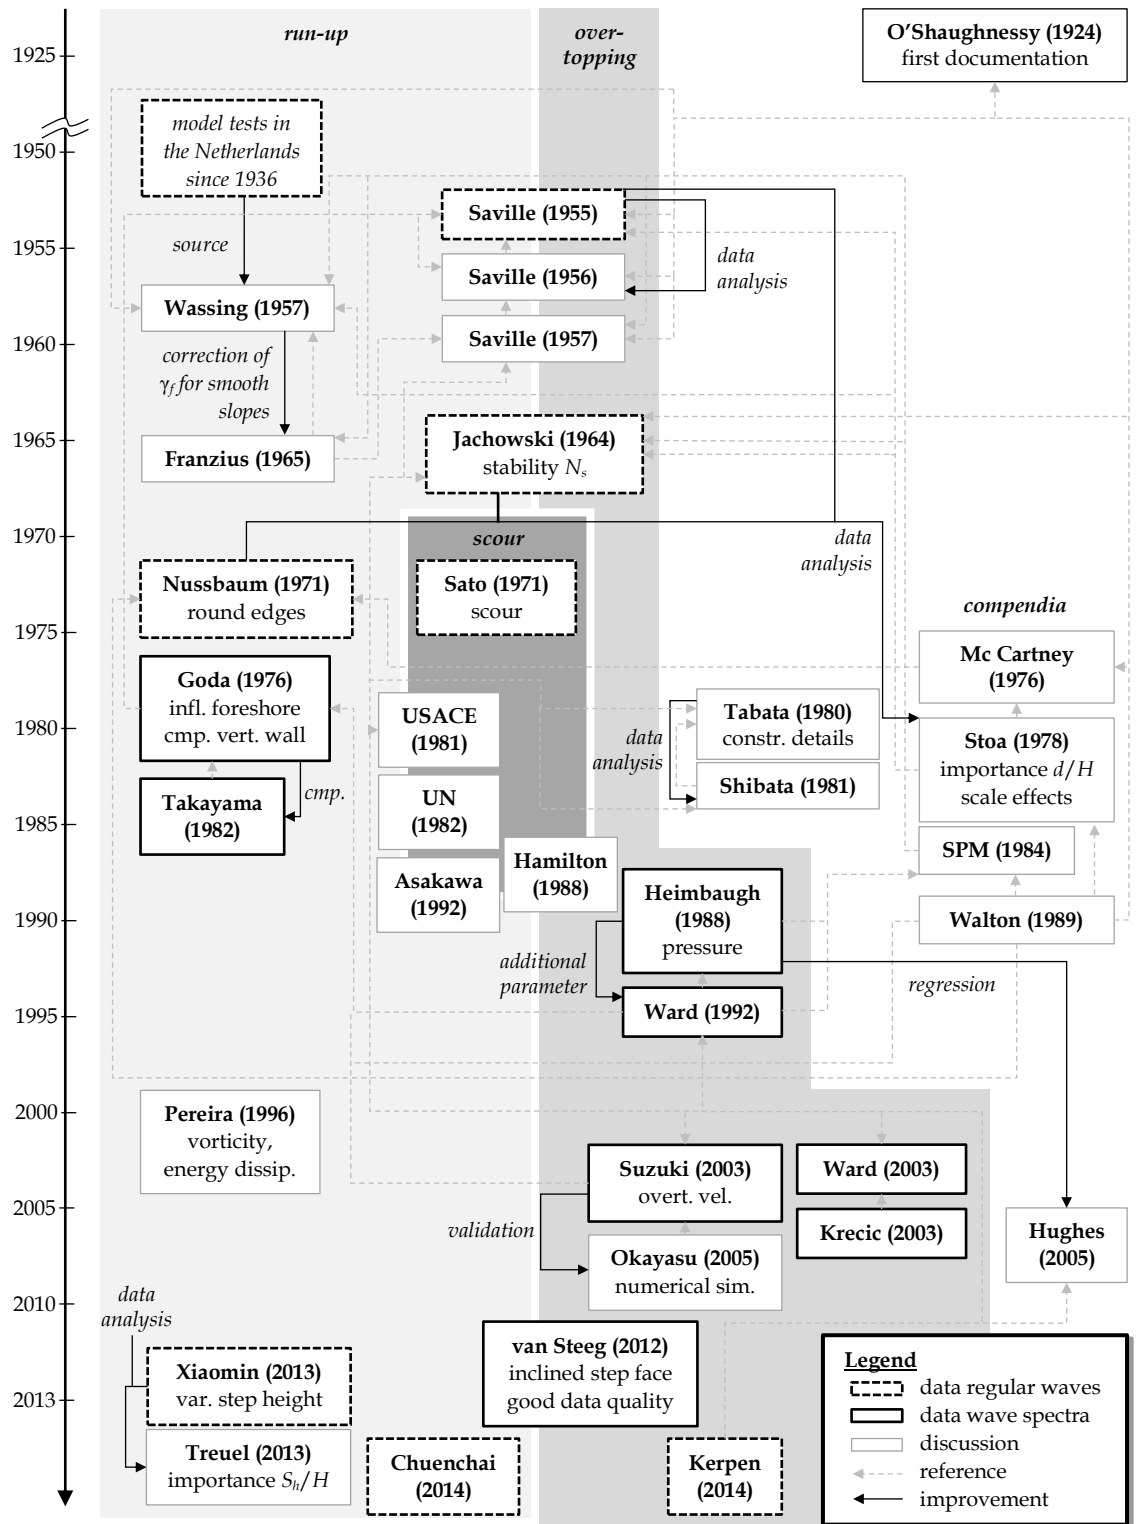 run-up
over-
topping
O'Shaughnessy (1924)
first documentation
1925
model tests in
the Netherlands
since 1936
1950
Saville (1955)
source
1955
data
analysis
Saville (1956)
Wassing (1957)
Saville (1957)
1960
correction of
γf for smooth
slopes
Jachowski (1964)
stability Ns
1965
Franzius (1965)
1970
scour
data
analysis
Nussbaum (1971)
round edges
Sato (1971)
scour
compendia
1975
Mc Cartney
(1976)
Goda (1976)
infl. foreshore
cmp. vert. wall
USACE
(1981)
Tabata (1980)
constr. details
1980
data
analysis
Stoa (1978)
importance d/H
scale effects
Takayama
(1982)
cmp.
UN
(1982)
Shibata (1981)
1985
SPM (1984)
Hamilton
(1988)
Asakawa
(1992)
Heimbaugh
(1988)
pressure
Walton (1989)
1990
additional
parameter
regression
Ward (1992)
1995
2000
Pereira (1996)
vorticity,
energy dissip.
Suzuki (2003)
overt. vel.
Ward (2003)
2005
validation
Krecic (2003)
Hughes
(2005)
Okayasu (2005)
numerical sim.
data
analysis
2010
van Steeg (2012)
inclined step face
good data quality
Xiaomin (2013)
var. step height
2013
Treuel (2013)
importance Sh/H
Chuenchai
(2014)
Kerpen
(2014)
Legend
data regular waves
data wave spectra
discussion
reference
improvement